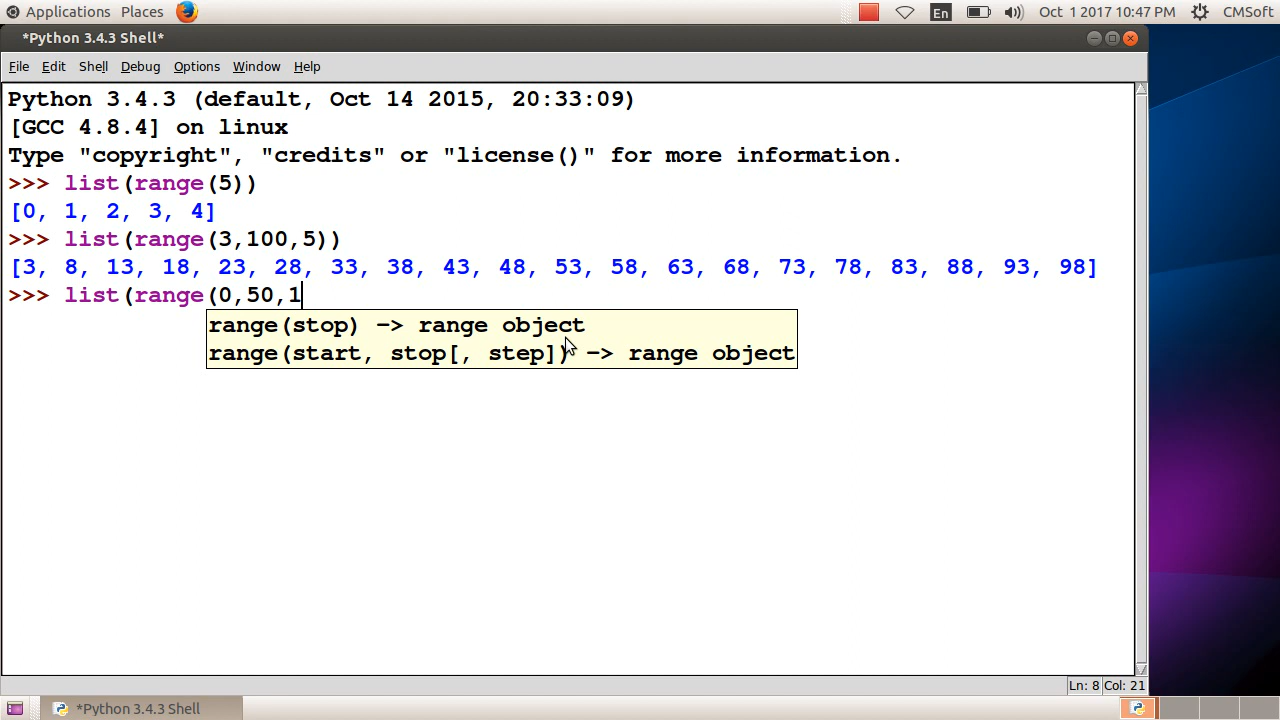 Applications Places En Oct 1 2017 10:47 PM CMSoft
*Python 3.4.3 Shell*
File Edit Shell Debug Options Window Help
Python 3.4.3 (default, Oct 14 2015, 20:33:09)
[GCC 4.8.4] on linux
Type "copyright", "credits" or "license()" for more information.
>>> list(range(5))
[0, 1, 2, 3, 4]
>>> list(range(3,100,5))
[3, 8, 13, 18, 23, 28, 33, 38, 43, 48, 53, 58, 63, 68, 73, 78, 83, 88, 93, 98]
>>> list(range(0,50,1
range(stop) -> range object
range(start, stop[, step]) -> range object
Ln: 8 Col: 21
*Python 3.4.3 Shell